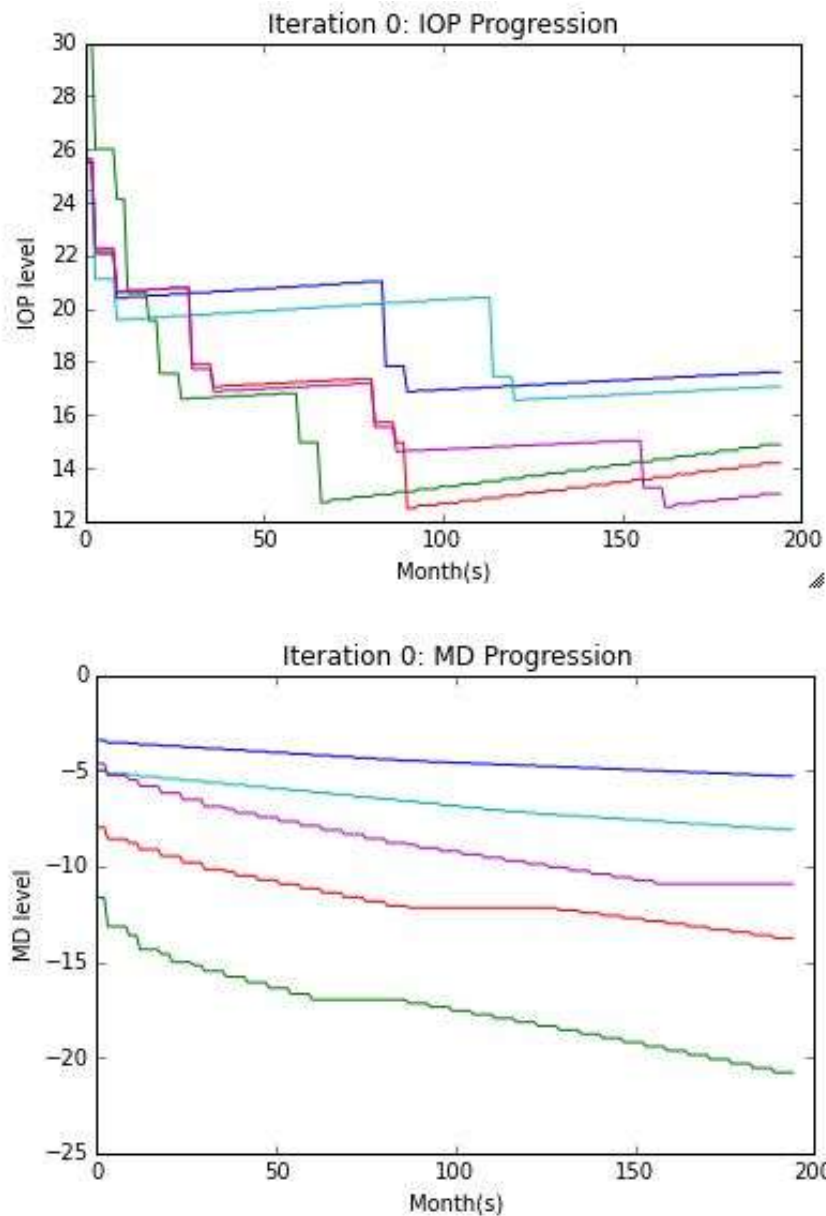 Iteration 0: IOP Progression
30
28
26
24
22
20
18
16
14
12
IOP level
0 50 100 150 200
Month(s)
Iteration 0: MD Progression
0
−5
−10
−15
−20
−25
MD level
0 50 100 150 200
Month(s)